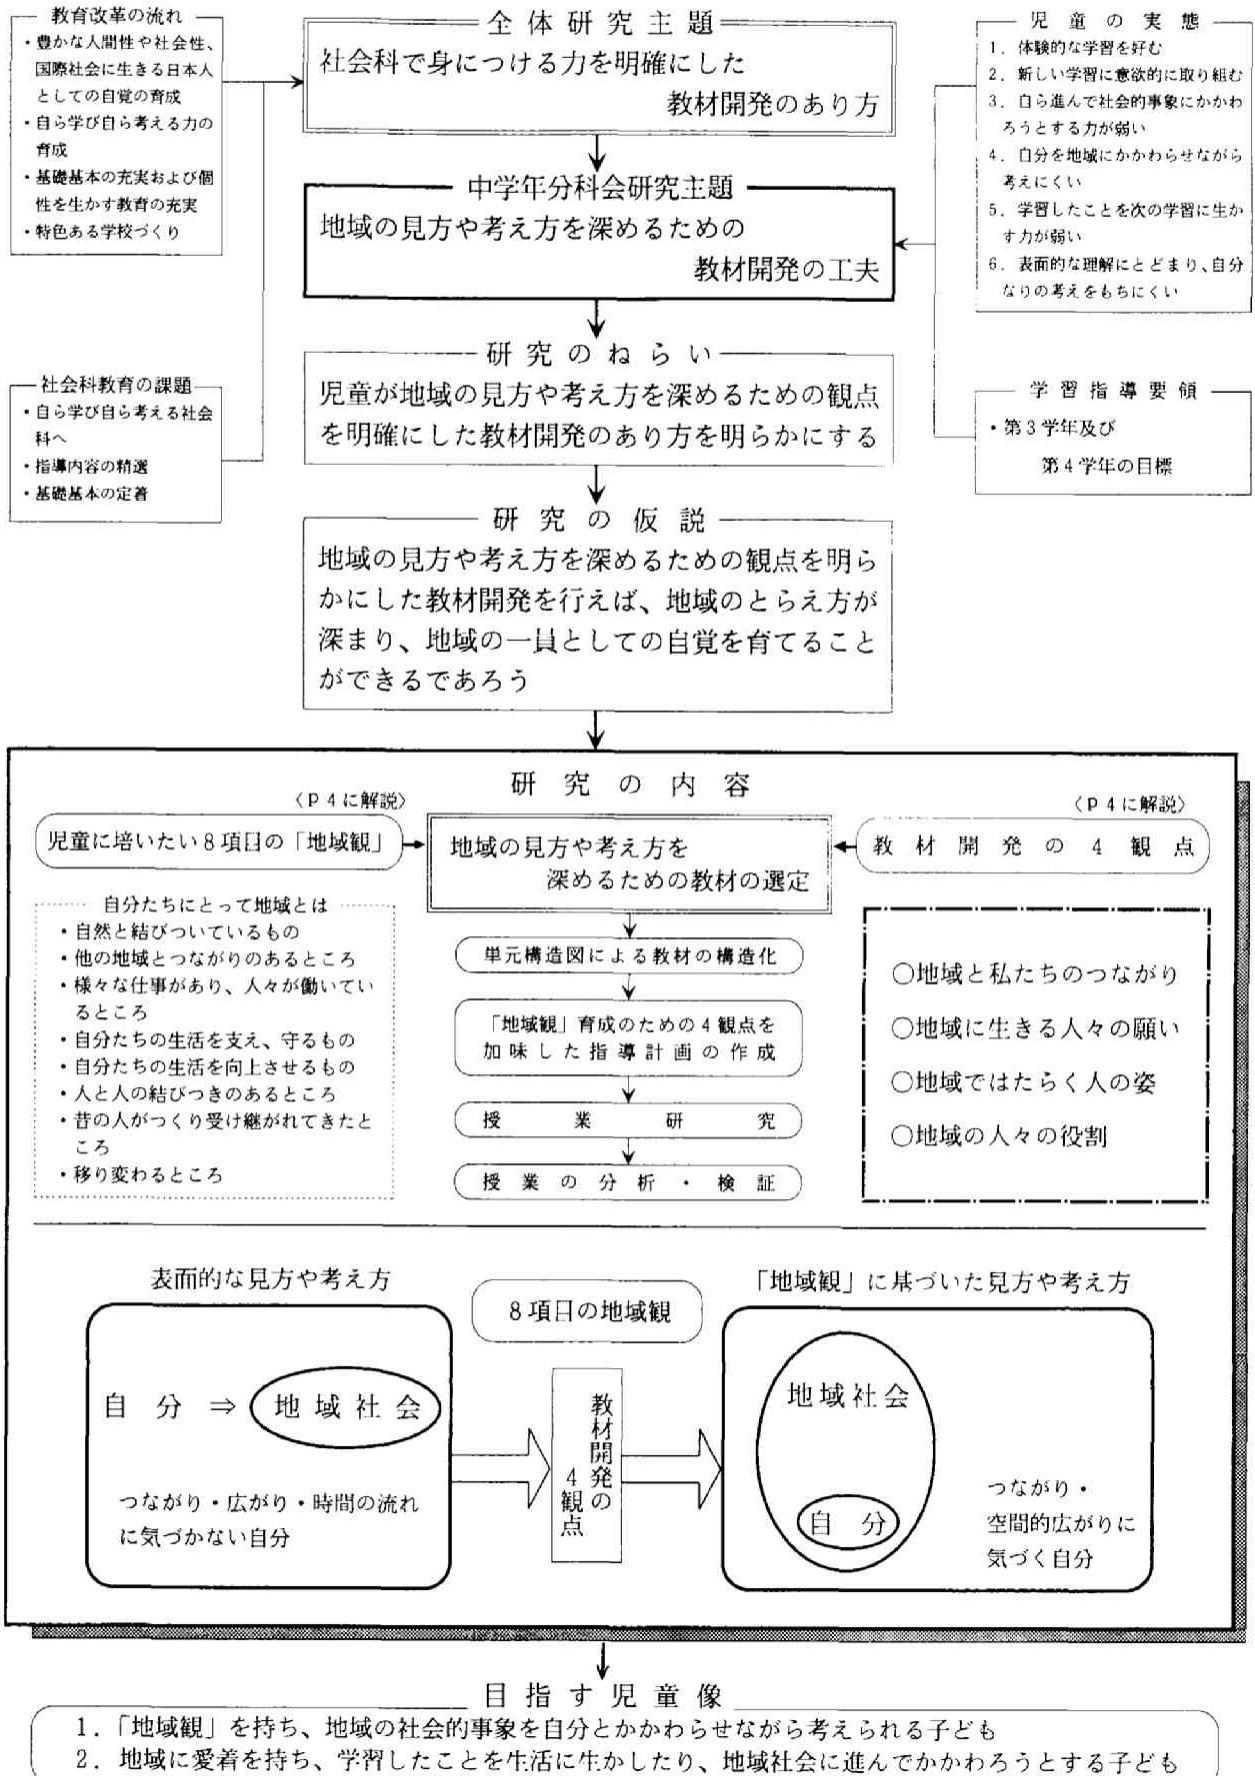 教育改革の流れ
・豊かな人間性や社会性、
国際社会に生きる日本人
としての自覚の育成
・自ら学び自ら考える力の
育成
・基礎基本の充実および個
性を生かす教育の充実
・特色ある学校づくり
社会科教育の課題
・自ら学び自ら考える社会
科へ
・指導内容の精選
・基礎基本の定着
全体研究主題
社会科で身につける力を明確にした
教材開発のあり方
中学年分科会研究主題
地域の見方や考え方を深めるための
教材開発の工夫
児童の実態
1．体験的な学習を好む
2．新しい学習に意欲的に取り組む
3．自ら進んで社会的事象にかかわ
ろうとする力が弱い
4．自分を地域にかかわらせながら
考えにくい
5．学習したことを次の学習に生か
す力が弱い
6．表面的な理解にとどまり、自分
なりの考えをもちにくい
学習指導要領
・第3学年及び
第4学年の目標
研究のねらい
児童が地域の見方や考え方を深めるための観点
を明確にした教材開発のあり方を明らかにする
研究の仮説
地域の見方や考え方を深めるための観点を明ら
かにした教材開発を行えば、地域のとらえ方が
深まり、地域の一員としての自覚を育てること
ができるであろう
研究の内容
〈P4に解説〉
児童に培いたい8項目の「地域観」
自分たちにとって地域とは
・自然と結びついているもの
・他の地域とつながりのあるところ
・様々な仕事があり、人々が働いてい
るところ
・自分たちの生活を支え、守るもの
・自分たちの生活を向上させるもの
・人と人の結びつきのあるところ
・昔の人がつくり受け継がれてきたと
ころ
・移り変わるところ
地域の見方や考え方を
深めるための教材の選定
単元構造図による教材の構造化
「地域観」育成のための4観点を
加味した指導計画の作成
授業研究
授業の分析・検証
〈P4に解説〉
教材開発の4観点
○地域と私たちのつながり
○地域に生きる人々の願い
○地域ではたらく人の姿
○地域の人々の役割
表面的な見方や考え方
自分⇒地域社会
つながり・広がり・時間の流れ
に気づかない自分
8項目の地域観
教材開発の
4観点
「地域観」に基づいた見方や考え方
地域社会
自分
つながり・
空間的広がりに
気づく自分
目指す児童像
1．「地域観」を持ち、地域の社会的事象を自分とかかわらせながら考えられる子ども
2．地域に愛着を持ち、学習したことを生活に生かしたり、地域社会に進んでかかわろうとする子ども